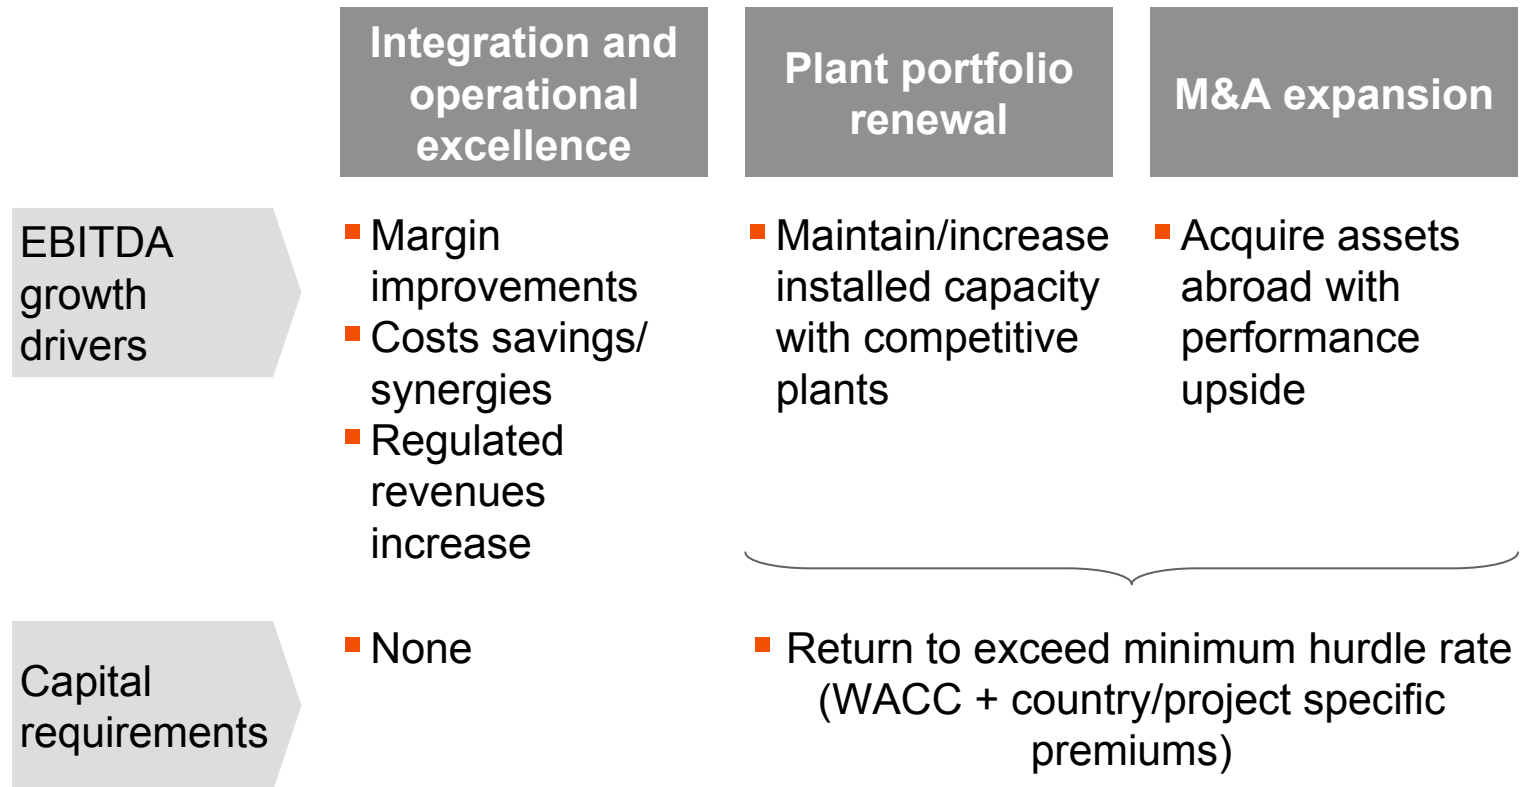 Integration and
operational
excellence
Plant portfolio
renewal
M&A expansion
EBITDA
growth
drivers
▪ Margin
improvements
▪ Costs savings/
synergies
▪ Regulated
revenues
increase
▪ Maintain/increase
installed capacity
with competitive
plants
▪ Acquire assets
abroad with
performance
upside
Capital
requirements
▪ None
▪ Return to exceed minimum hurdle rate
(WACC + country/project specific
premiums)